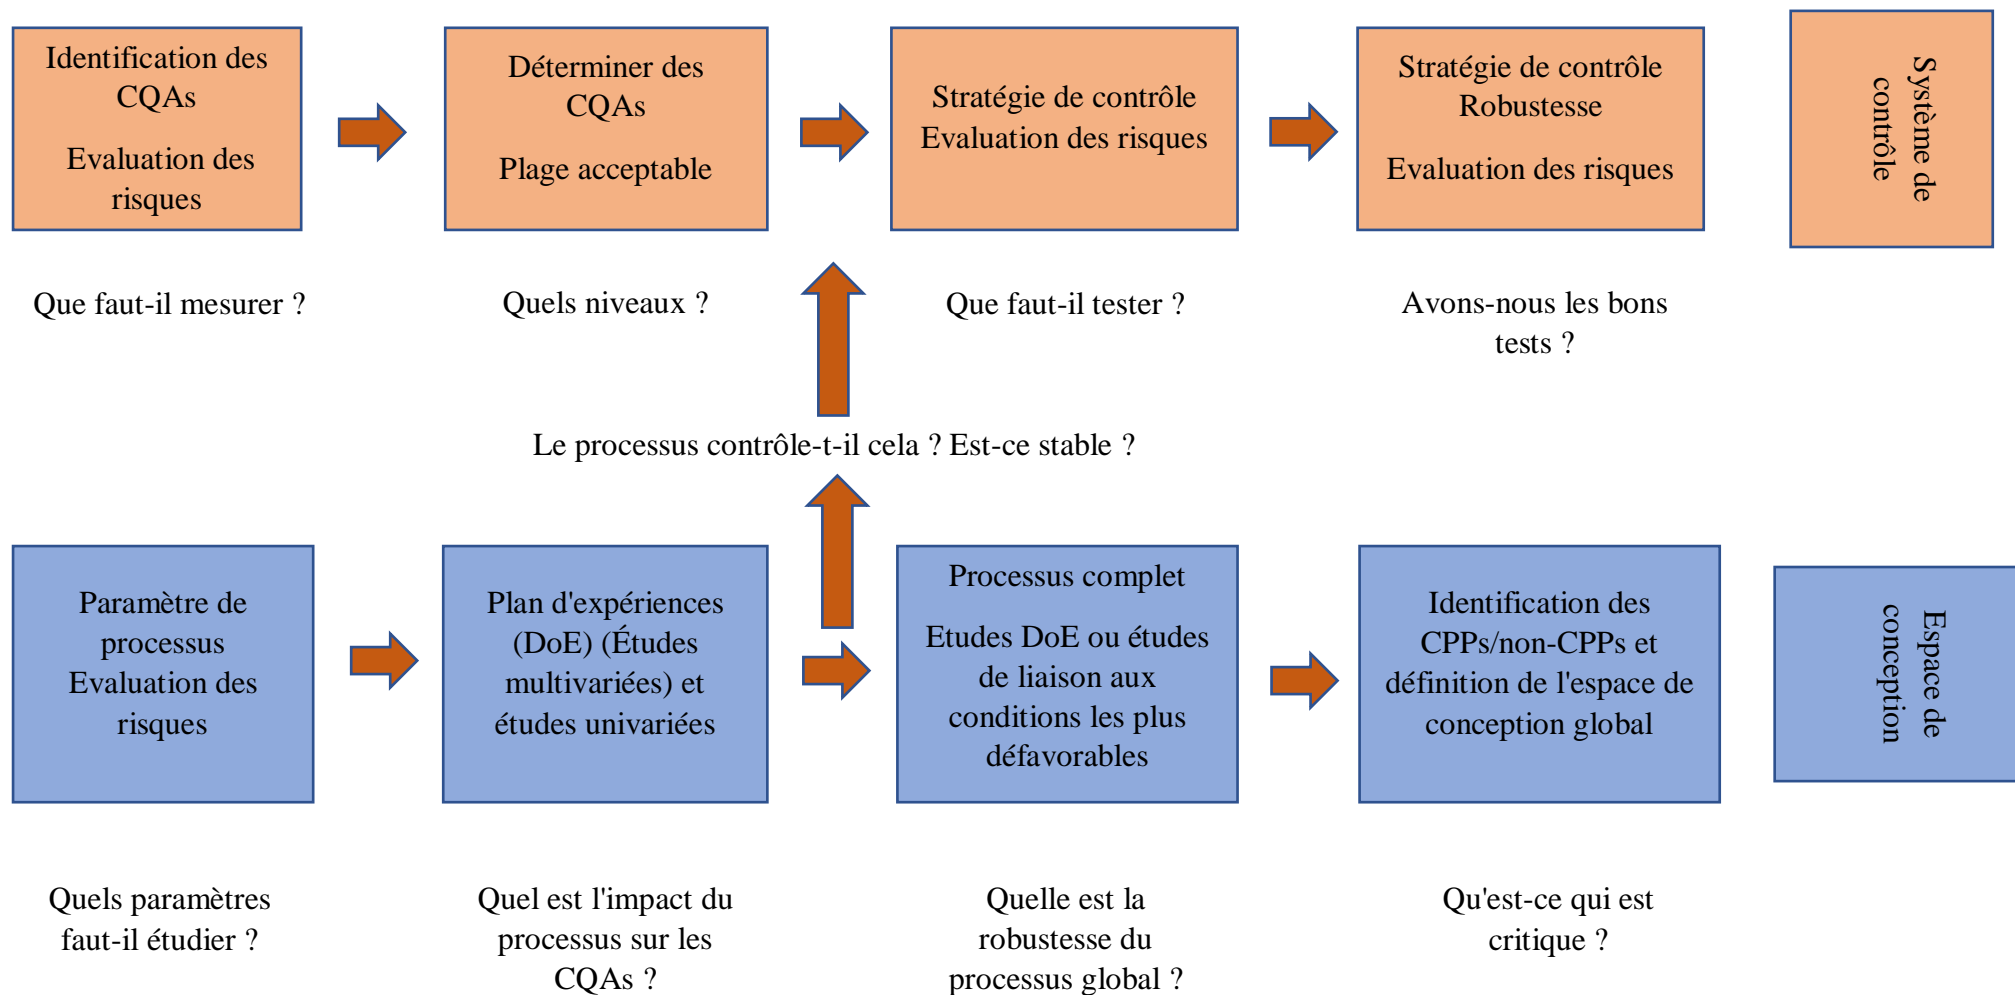 Identification des
CQAs
Evaluation des
risques
Déterminer des
CQAs
Plage acceptable
Stratégie de contrôle
Evaluation des risques
Stratégie de contrôle
Robustesse
Evaluation des risques
Système de
contrôle
Que faut-il mesurer ?
Quels niveaux ?
Que faut-il tester ?
Avons-nous les bons
tests ?
Le processus contrôle-t-il cela ? Est-ce stable ?
Paramètre de
processus
Evaluation des
risques
Plan d'expériences
(DoE) (Études
multivariées) et
études univariées
Processus complet
Etudes DoE ou études
de liaison aux
conditions les plus
défavorables
Identification des
CPPs/non-CPPs et
définition de l'espace de
conception global
Espace de
conception
Quels paramètres
faut-il étudier ?
Quel est l'impact du
processus sur les
CQAs ?
Quelle est la
robustesse du
processus global ?
Qu'est-ce qui est
critique ?